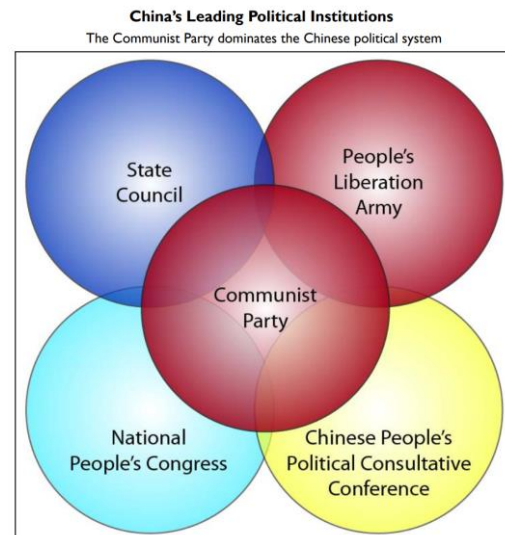 China’s Leading Political Institutions
The Communist Party dominates the Chinese political system
State
Council
People’s
Liberation
Army
Communist
Party
National
People’s Congress
Chinese People’s
Political Consultative
Conference